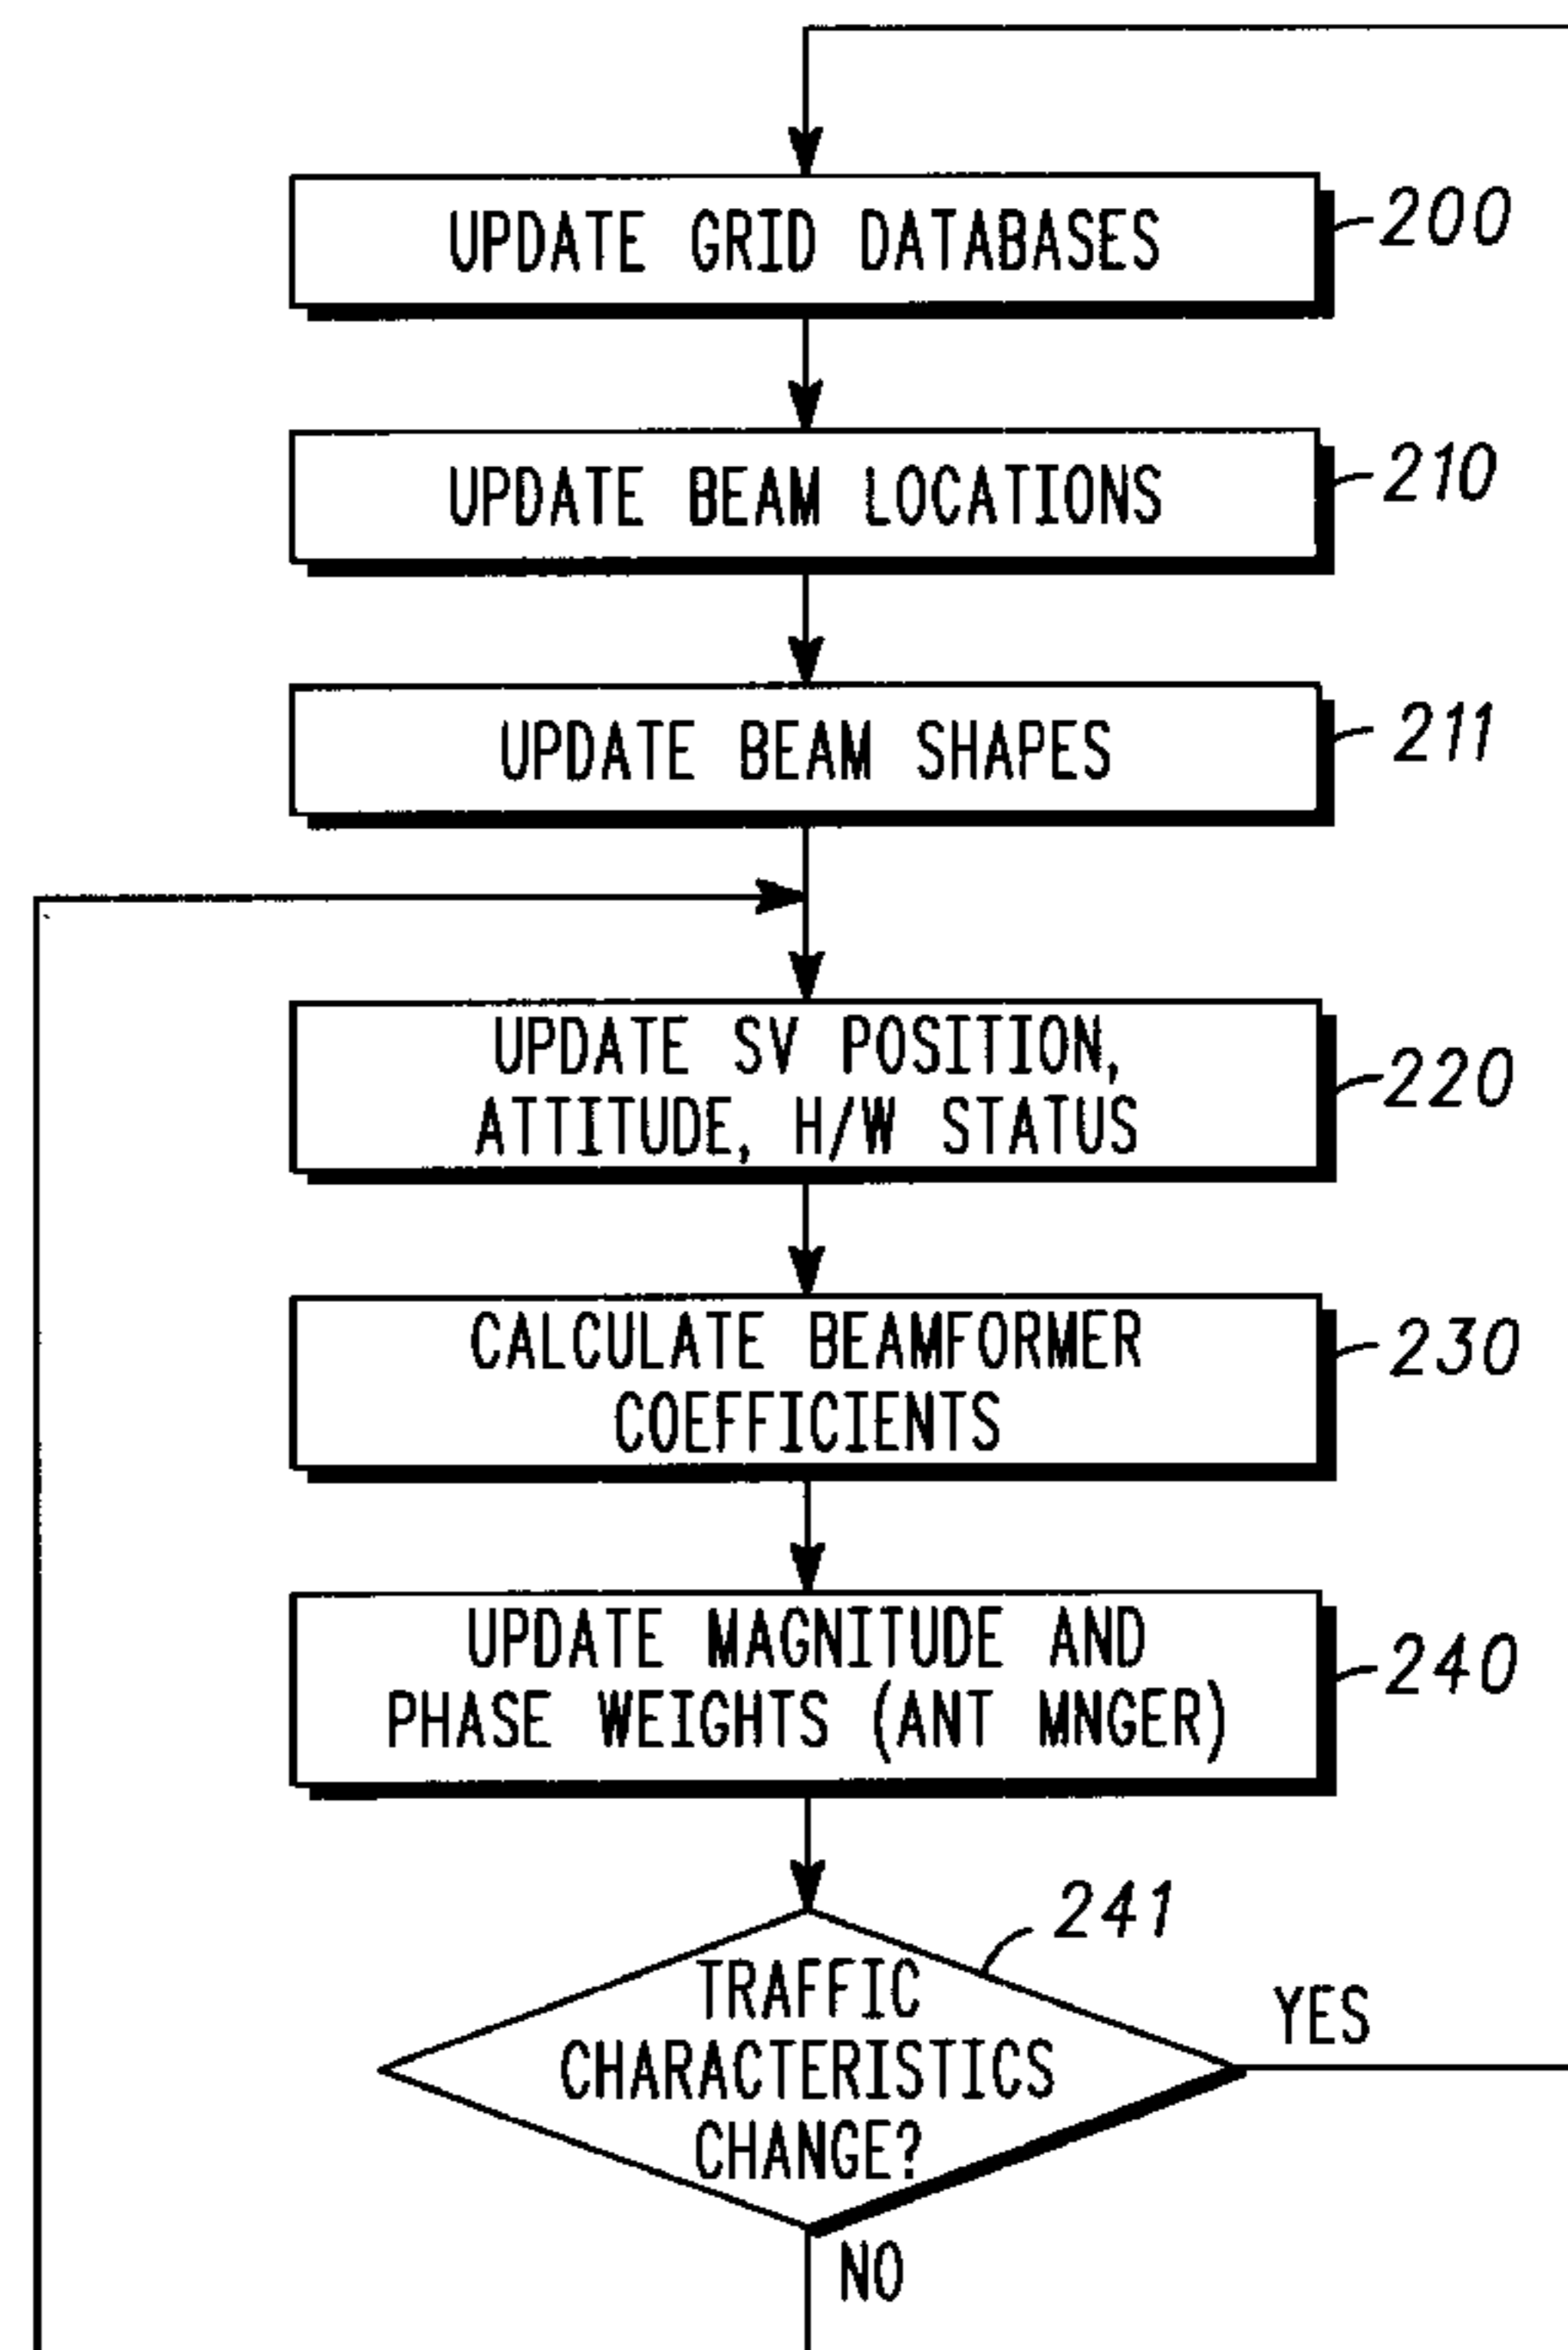 UPDATE GRID DATABASES
200
UPDATE BEAM LOCATIONS
210
UPDATE BEAM SHAPES
211
UPDATE SV POSITION,
ATTITUDE, H/W STATUS
220
CALCULATE BEAMFORMER
COEFFICIENTS
230
UPDATE MAGNITUDE AND
PHASE WEIGHTS (ANT MNGER)
240
241
TRAFFIC
CHARACTERISTICS
CHANGE?
YES
NO